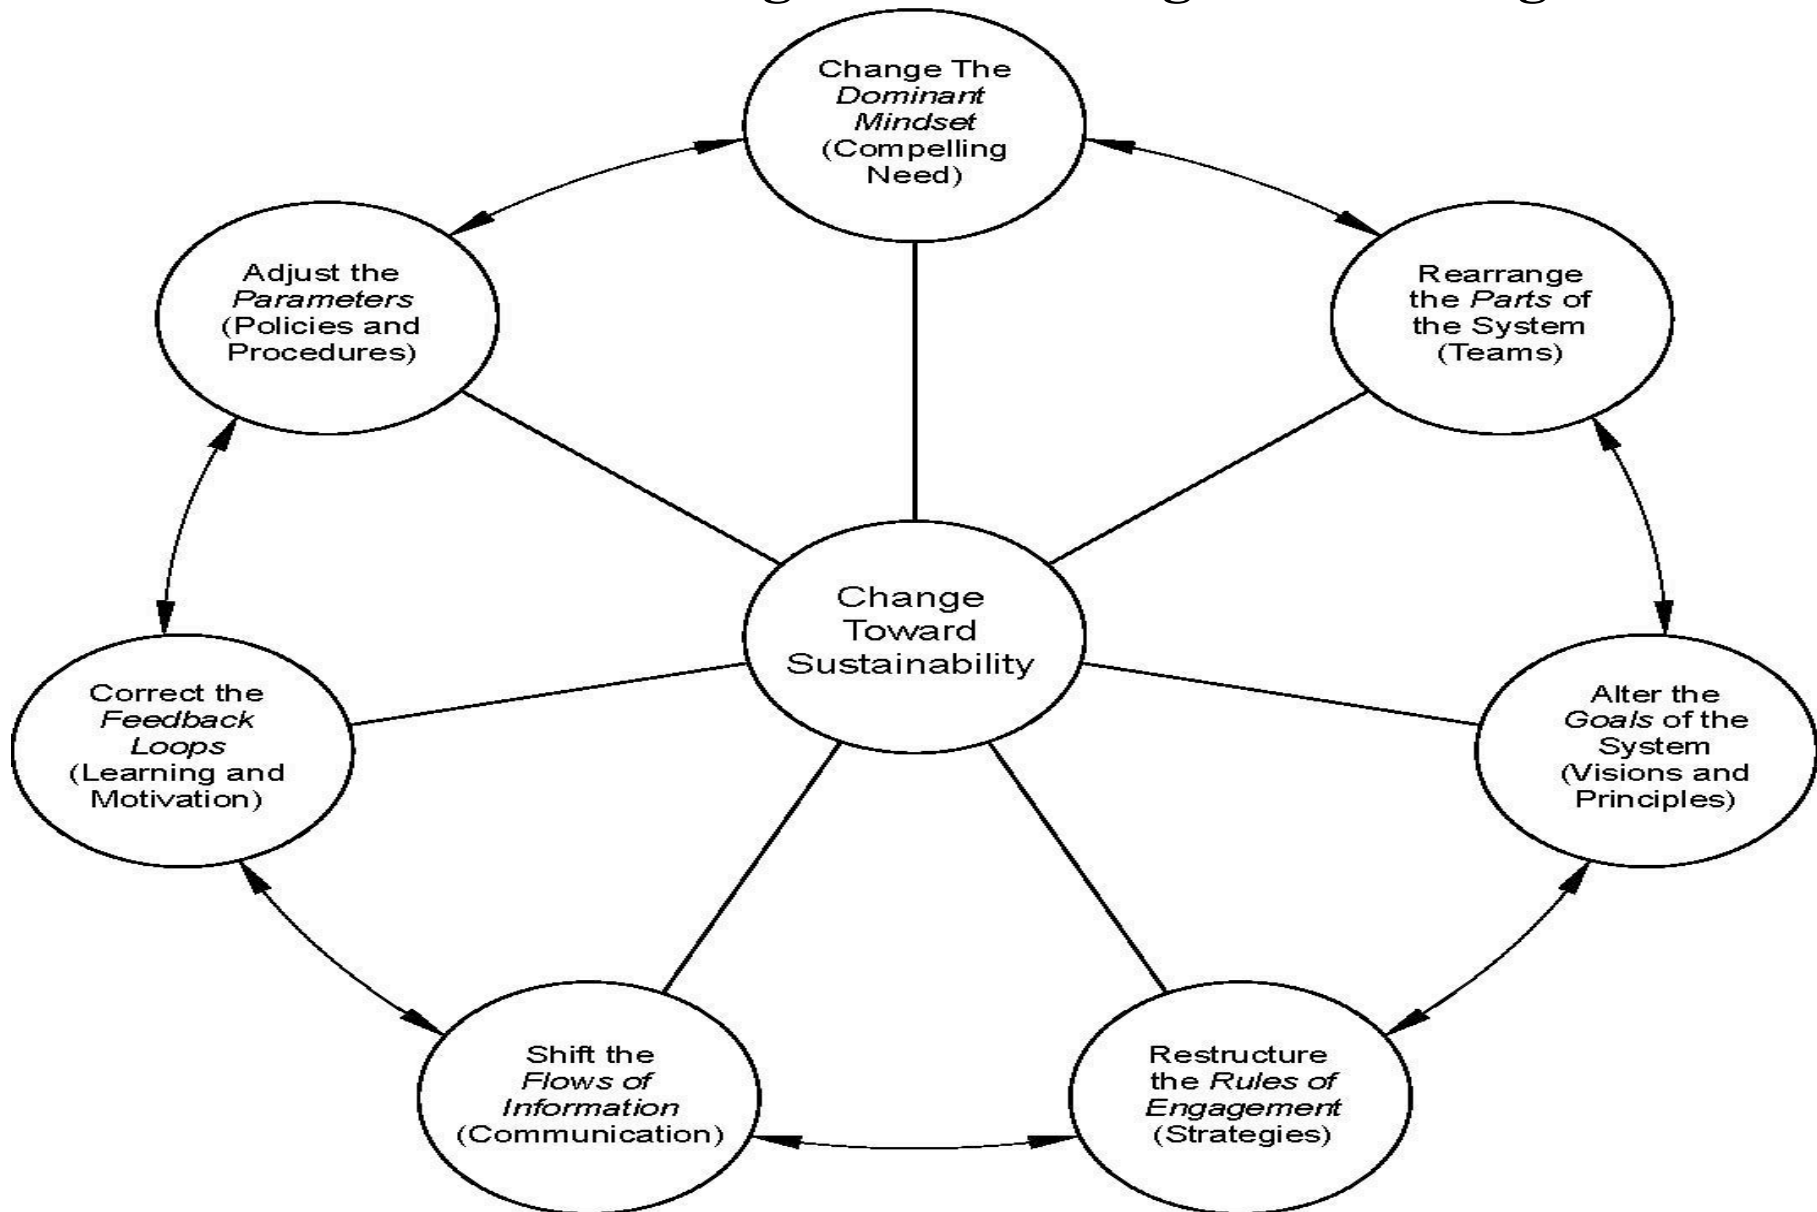 Change The
Dominant
Mindset
(Compelling
Need)
Rearrange
the Parts of
the System
(Teams)
Alter the
Goals of the
System
(Visions and
Principles)
Restructure
the Rules of
Engagement
(Strategies)
Shift the
Flows of
Information
(Communication)
Correct the
Feedback
Loops
(Learning and
Motivation)
Adjust the
Parameters
(Policies and
Procedures)
Change
Toward
Sustainability